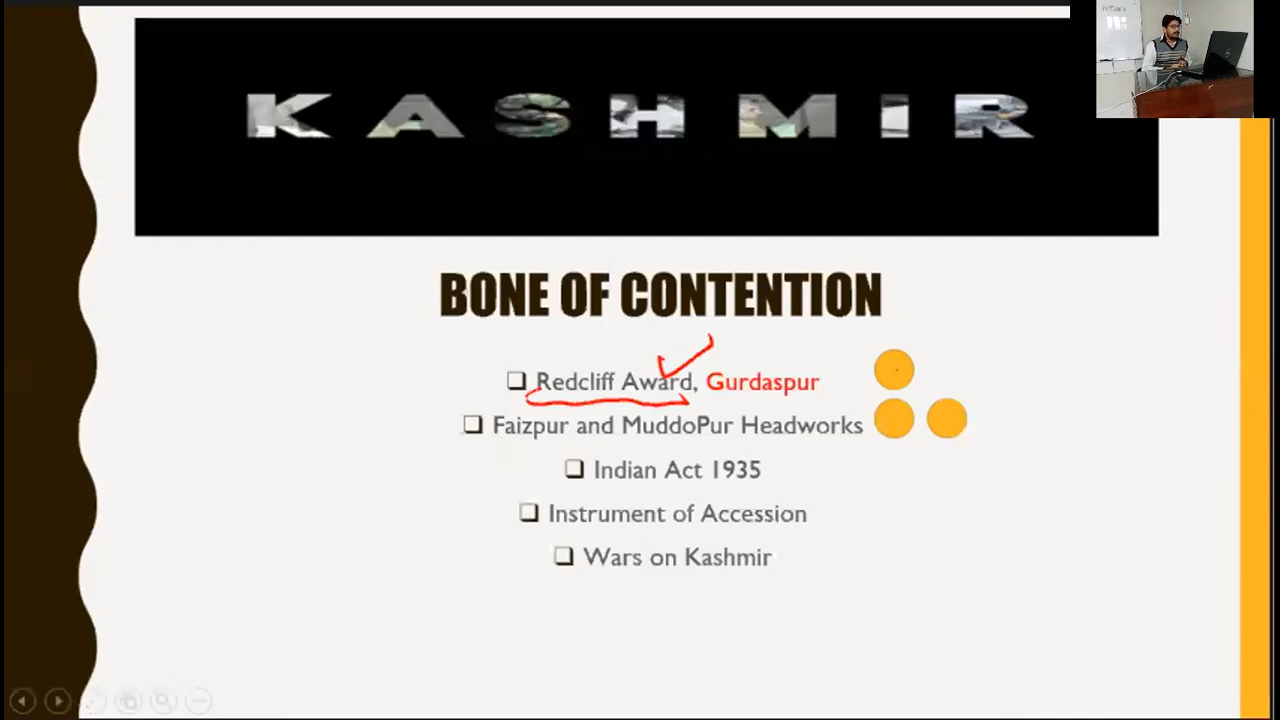 KASHMIR
BONE OF CONTENTION
Redcliff Award, Gurdaspur
Faizpur and MuddoPur Headworks
Indian Act 1935
Instrument of Accession
Wars on Kashmir